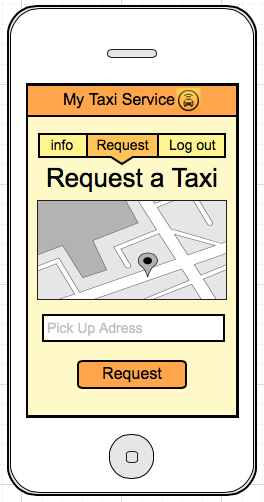 My Taxi Service
info Request Log out
Request a Taxi
Pick Up Adress
Request